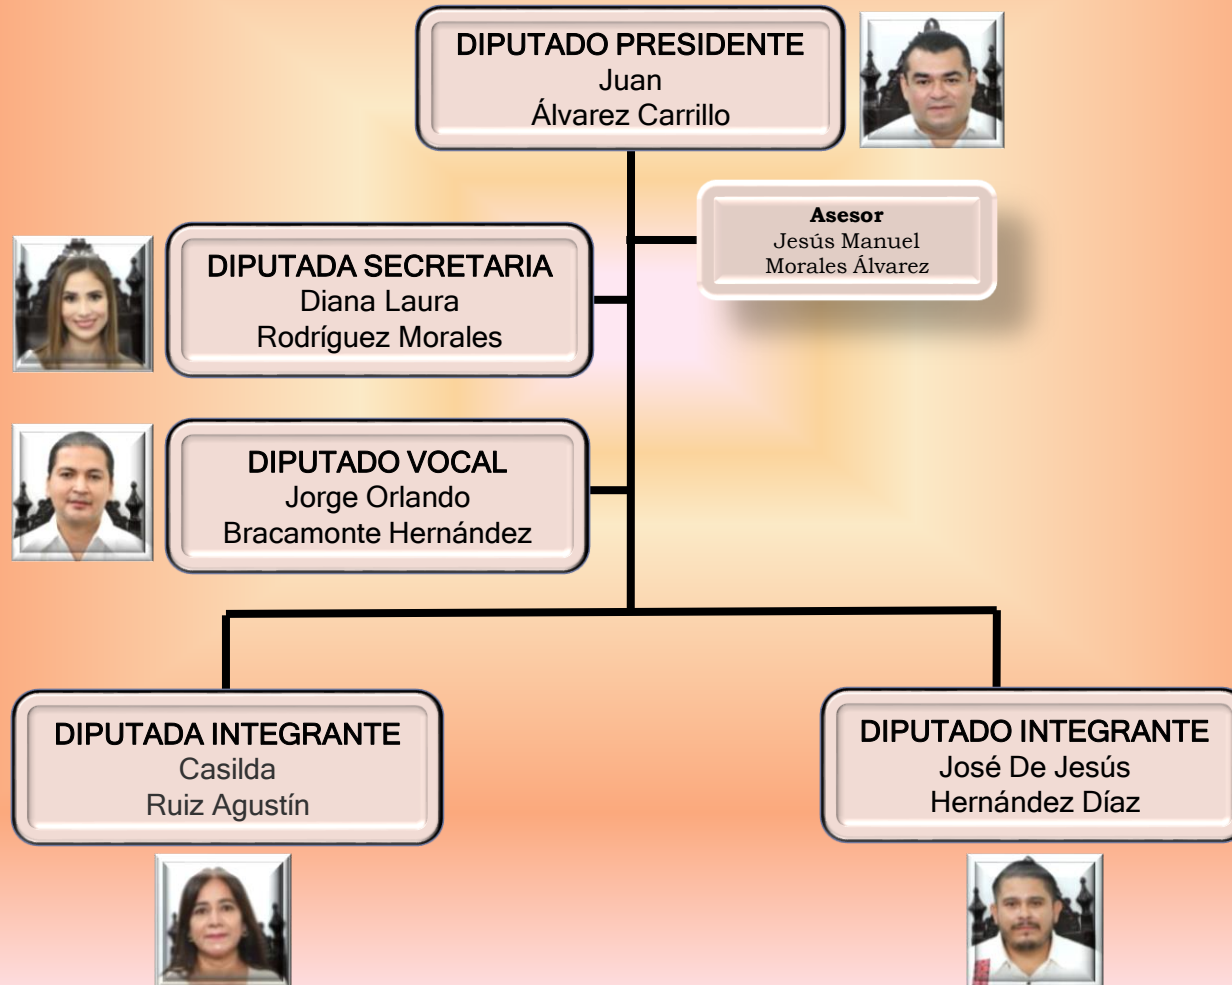 DIPUTADO PRESIDENTE
Juan
Álvarez Carrillo
Asesor
Jesús Manuel
Morales Álvarez
DIPUTADA SECRETARIA
Diana Laura
Rodríguez Morales
DIPUTADO VOCAL
Jorge Orlando
Bracamonte Hernández
DIPUTADA INTEGRANTE
Casilda
Ruiz Agustín
DIPUTADO INTEGRANTE
José De Jesús
Hernández Díaz